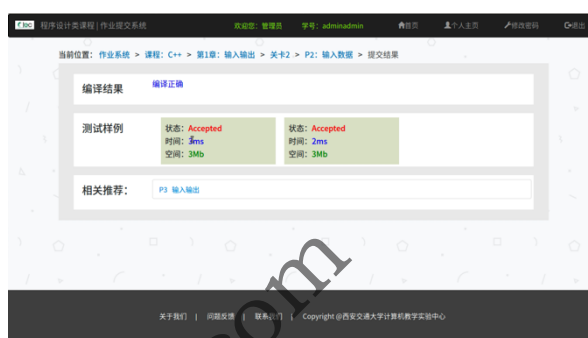 程序设计类课程 | 作业提交系统 欢迎您：管理员 学号：adminadmin 首页 个人主页 修改密码 退出
当前位置：作业系统 > 课程：C++ > 第1章：输入输出 > 关卡2 > P2：输入数据 > 提交结果
编译结果 编译正确
测试样例
状态：Accepted 状态：Accepted
时间：3ms 时间：2ms
空间：3Mb 空间：3Mb
相关推荐： P3 输入输出
关于我们 | 问题反馈 | 联系我们 | Copyright @西安交通大学计算机教学实验中心
com